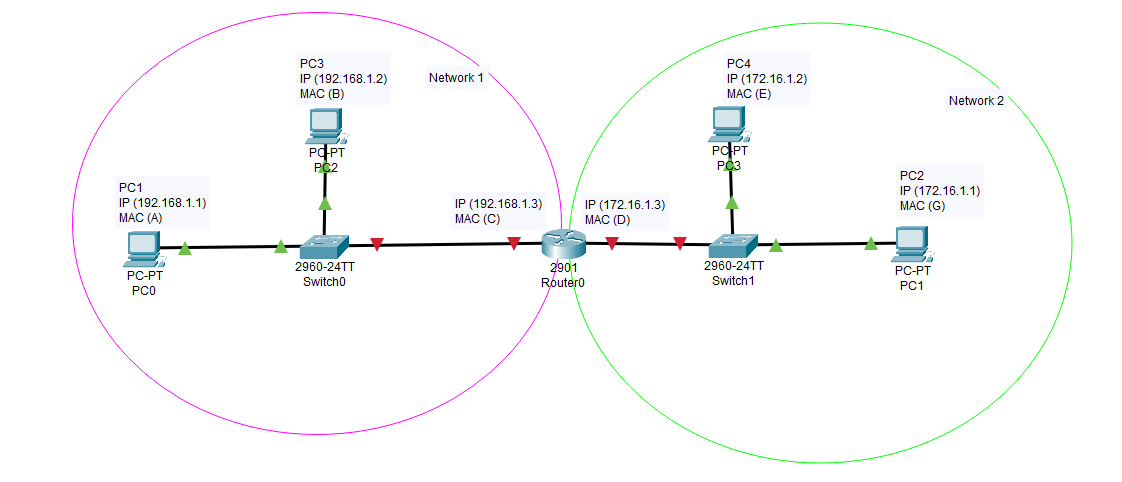 PC3
IP (192.168.1.2)
MAC (B)
Network 1
PC-PT
PC2
PC1
IP (192.168.1.1)
MAC (A)
PC-PT
PC0
2960-24TT
Switch0
IP (192.168.1.3)
MAC (C)
2901
Router0
IP (172.16.1.3)
MAC (D)
PC4
IP (172.16.1.2)
MAC (E)
Network 2
PC-PT
PC3
2960-24TT
Switch1
PC2
IP (172.16.1.1)
MAC (G)
PC-PT
PC1